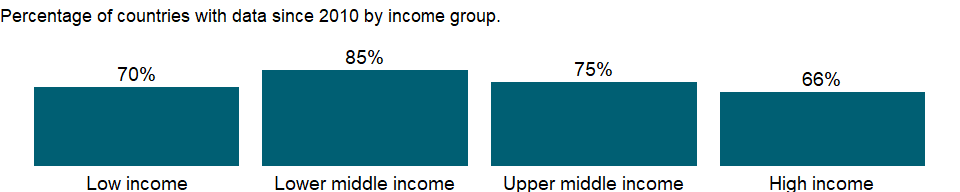 Percentage of countries with data since 2010 by income group.
70%
85%
75%
66%
Low income
Lower middle income
Upper middle income
High income